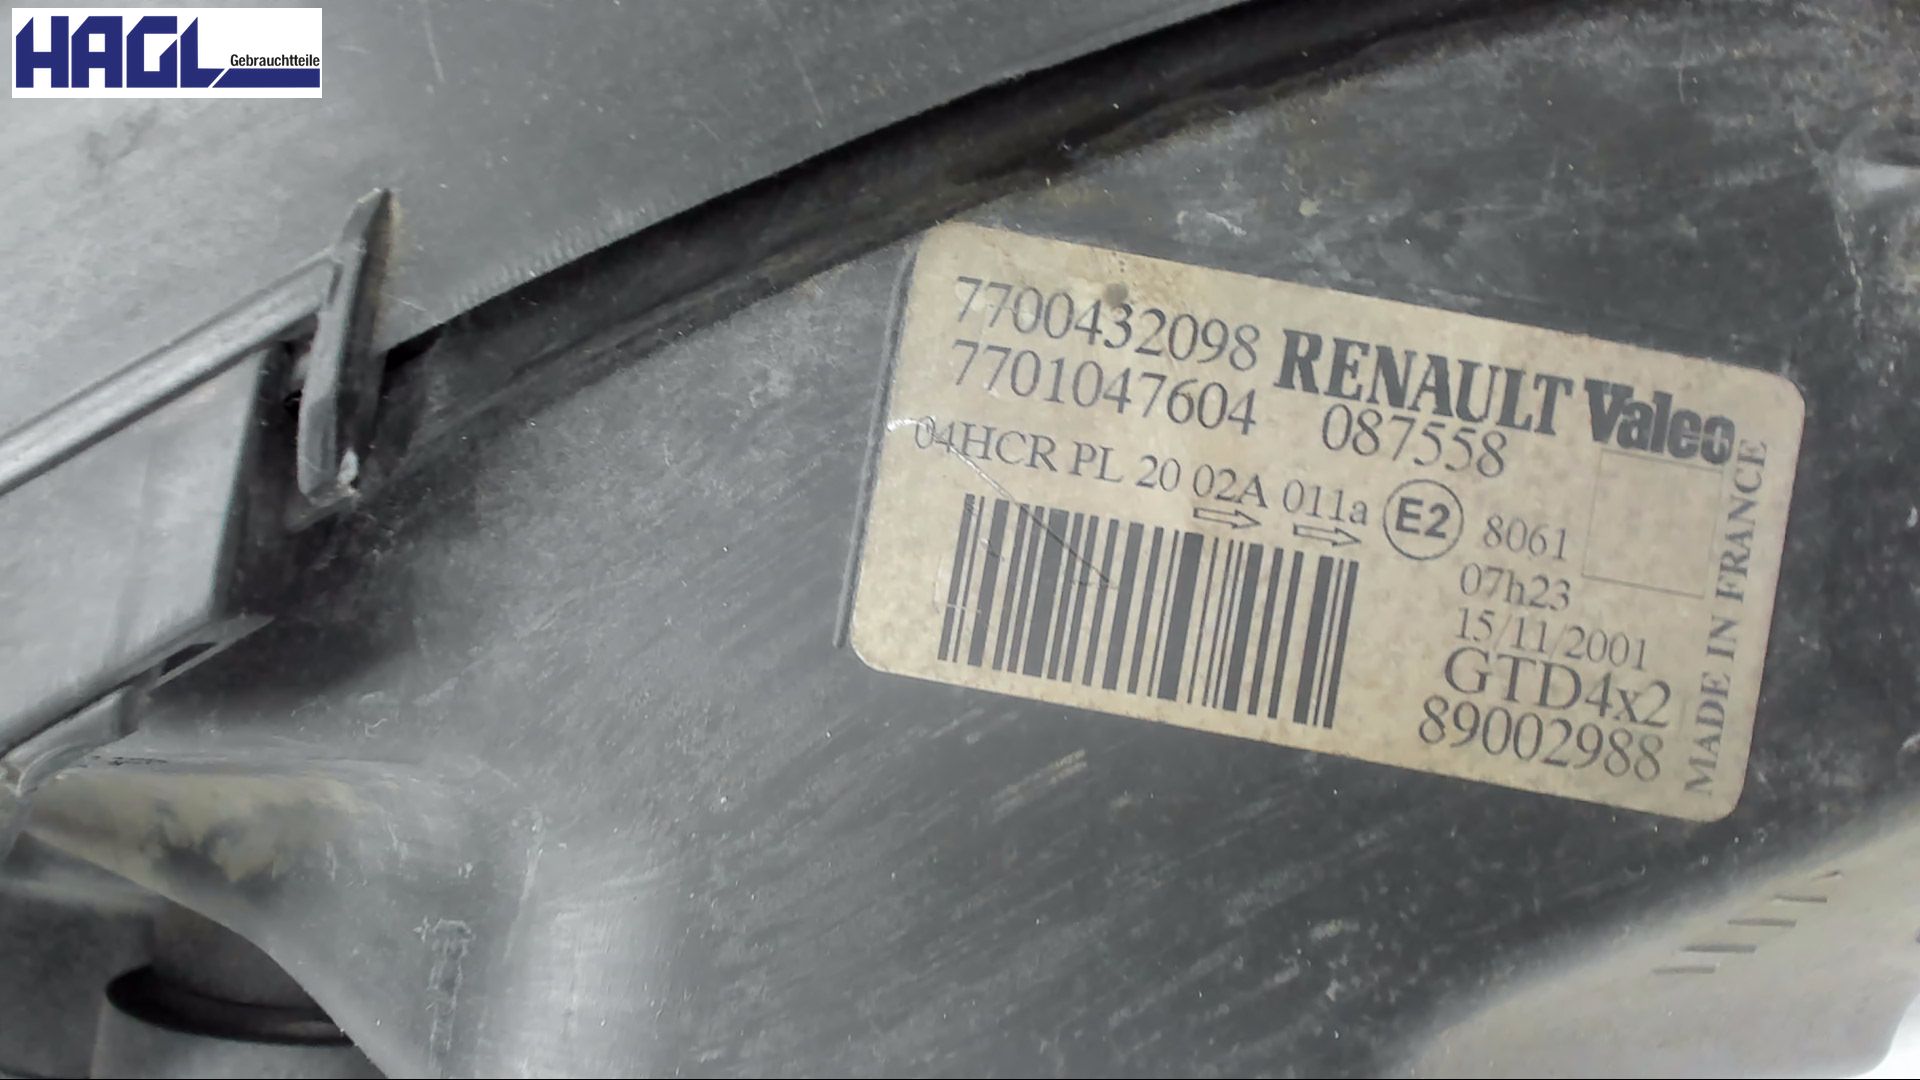 HAGL
Gebrauchtteile
7700432098 RENAULT Valeo
7701047604 087558
04HCR PL 20 02A 011a E2 8061
07h23
15/11/2001
GTD4x2
89002988
MADE IN FRANCE